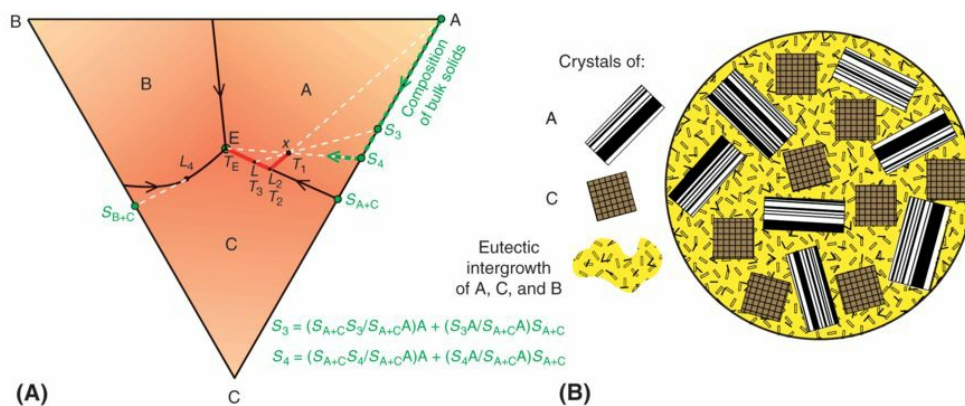 B
A
B
A
Composition
of bulk solids
E
x
S3
L4
TE
L
T3
L2
T2
T1
S4
SB+C
SA+C
C
S3 = (SA+CS3/SA+CA)A + (S3A/SA+CA)SA+C
S4 = (SA+CS4/SA+CA)A + (S4A/SA+CA)SA+C
(A)
C
Crystals of:
A
C
Eutectic
intergrowth
of A, C, and B
(B)